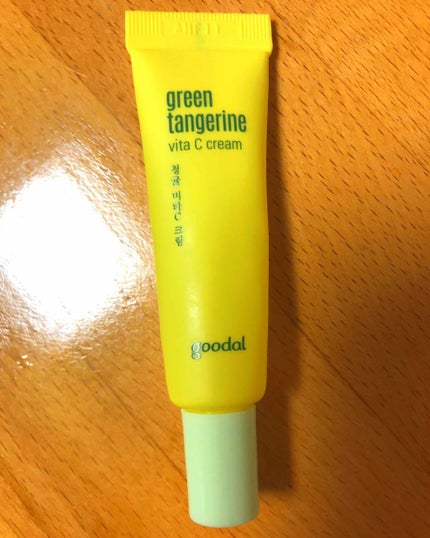 green
tangerine
vita C cream
청귤 비타C 크림
goodal